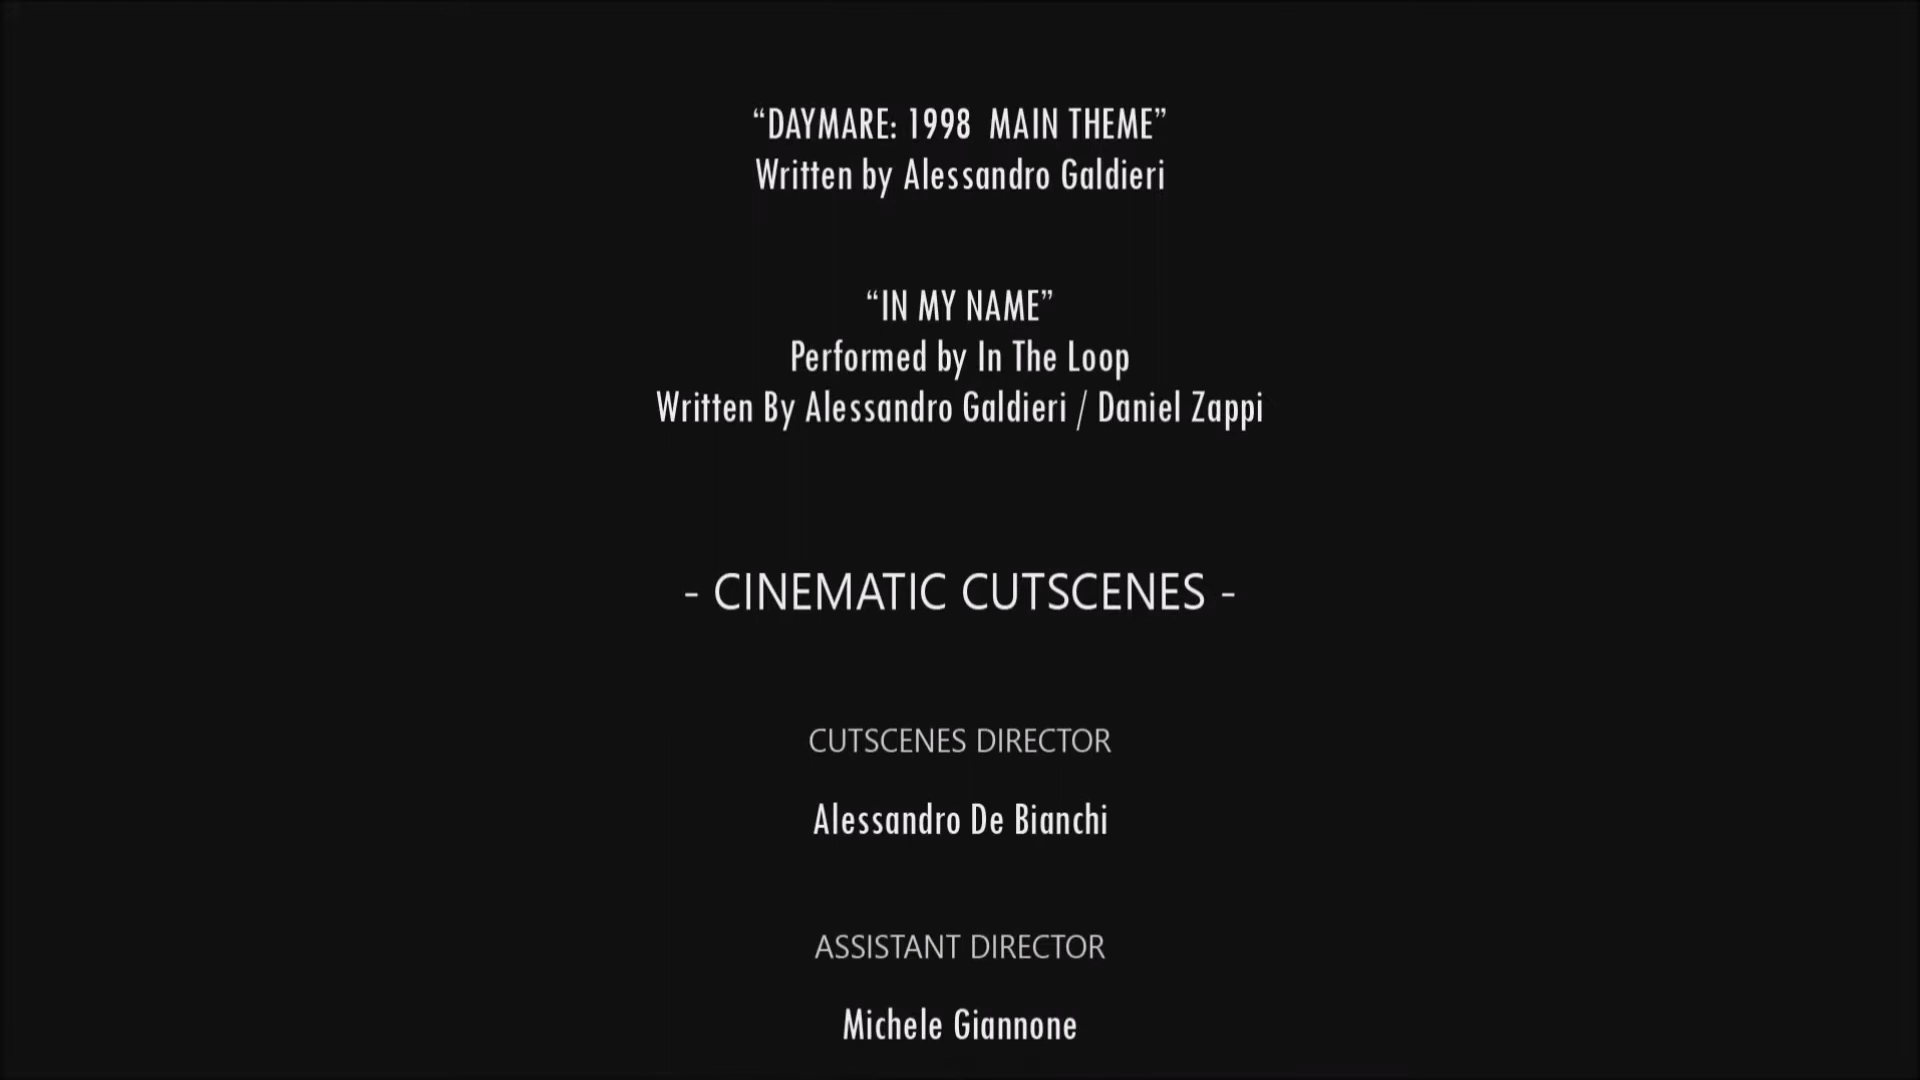 “DAYMARE: 1998 MAIN THEME”
Written by Alessandro Galdieri
“IN MY NAME”
Performed by In The Loop
Written By Alessandro Galdieri / Daniel Zappi
- CINEMATIC CUTSCENES -
CUTSCENES DIRECTOR
Alessandro De Bianchi
ASSISTANT DIRECTOR
Michele Giannone